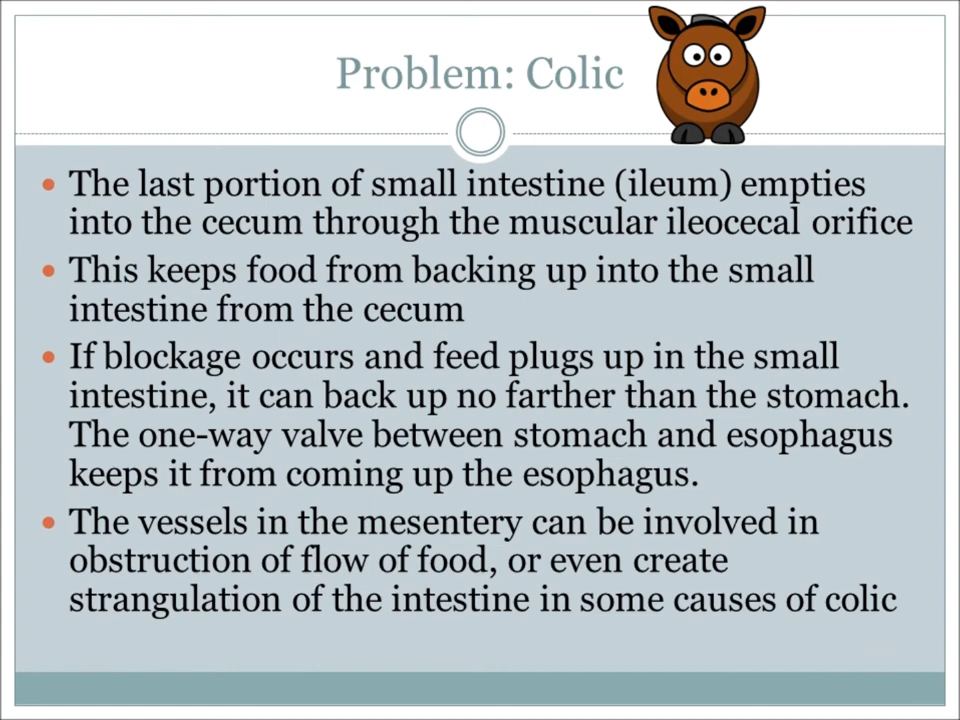 Problem: Colic
• The last portion of small intestine (ileum) empties
into the cecum through the muscular ileocecal orifice
• This keeps food from backing up into the small
intestine from the cecum
• If blockage occurs and feed plugs up in the small
intestine, it can back up no farther than the stomach.
The one-way valve between stomach and esophagus
keeps it from coming up the esophagus.
• The vessels in the mesentery can be involved in
obstruction of flow of food, or even create
strangulation of the intestine in some causes of colic